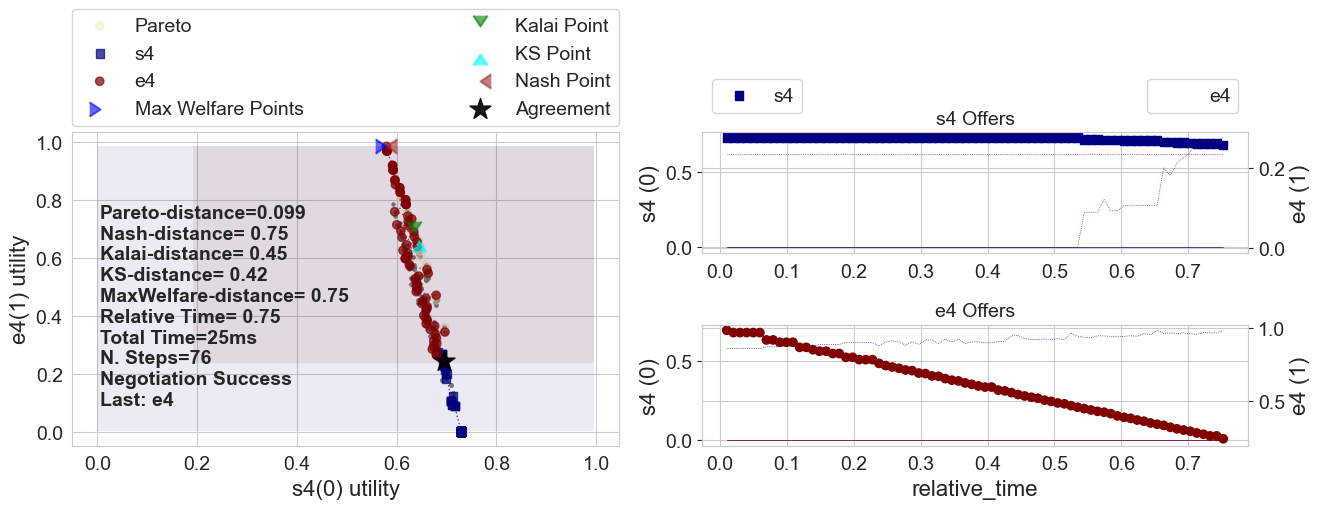 Pareto
s4
e4
Max Welfare Points
Kalai Point
KS Point
Nash Point
Agreement
1.0
0.8
0.6
0.4
0.2
0.0
e4(1) utility
Pareto-distance=0.099
Nash-distance= 0.75
Kalai-distance= 0.45
KS-distance= 0.42
MaxWelfare-distance= 0.75
Relative Time= 0.75
Total Time=25ms
N. Steps=76
Negotiation Success
Last: e4
0.0 0.2 0.4 0.6 0.8 1.0
s4(0) utility
s4
e4
s4 Offers
0.5
0.0
s4 (0)
0.2
0.0
e4 (1)
0.0 0.1 0.2 0.3 0.4 0.5 0.6 0.7
e4 Offers
0.5
0.0
s4 (0)
1.0
0.5
e4 (1)
0.0 0.1 0.2 0.3 0.4 0.5 0.6 0.7
relative_time